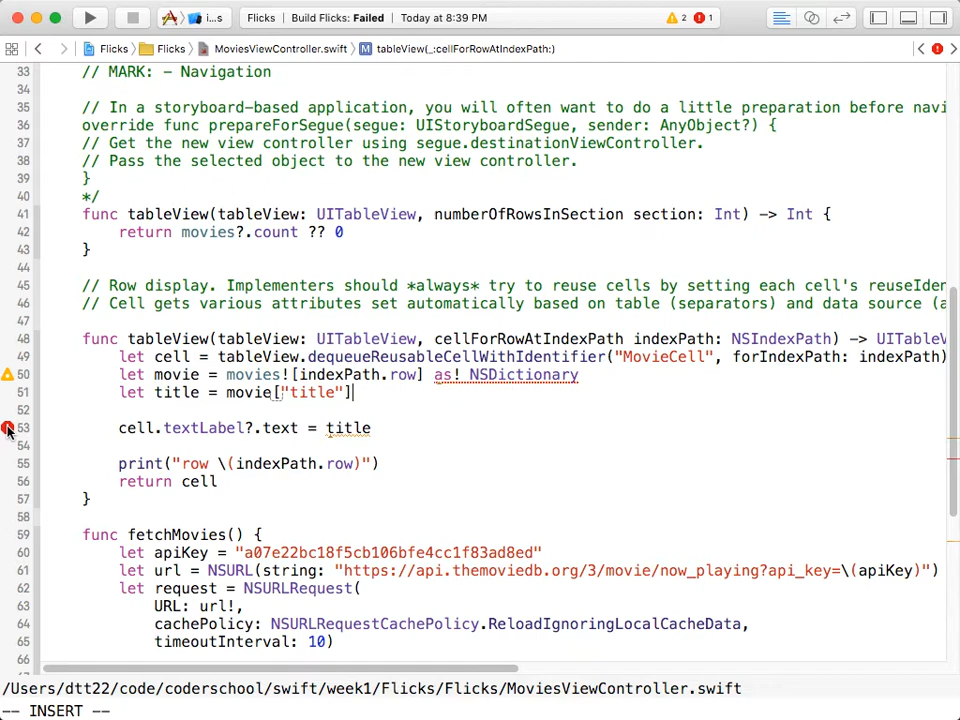 i...s Flicks Build Flicks: Failed Today at 8:39 PM 2 1
Flicks Flicks MoviesViewController.swift M tableView(_:cellForRowAtIndexPath:)
33 // MARK: - Navigation
34
35 // In a storyboard-based application, you will often want to do a little preparation before navi
36 override func prepareForSegue(segue: UIStoryboardSegue, sender: AnyObject?) {
37 // Get the new view controller using segue.destinationViewController.
38 // Pass the selected object to the new view controller.
39 }
40 */
41 func tableView(tableView: UITableView, numberOfRowsInSection section: Int) -> Int {
42 return movies?.count ?? 0
43 }
44
45 // Row display. Implementers should *always* try to reuse cells by setting each cell's reuseIden
46 // Cell gets various attributes set automatically based on table (separators) and data source (a
47
48 func tableView(tableView: UITableView, cellForRowAtIndexPath indexPath: NSIndexPath) -> UITableV
49 let cell = tableView.dequeueReusableCellWithIdentifier("MovieCell", forIndexPath: indexPath)
50 let movie = movies![indexPath.row] as! NSDictionary
51 let title = movie["title"]
52
53 cell.textLabel?.text = title
54
55 print("row \(indexPath.row)")
56 return cell
57 }
58
59 func fetchMovies() {
60 let apiKey = "a07e22bc18f5cb106bfe4cc1f83ad8ed"
61 let url = NSURL(string: "https://api.themoviedb.org/3/movie/now_playing?api_key=\(apiKey)")
62 let request = NSURLRequest(
63 URL: url!,
64 cachePolicy: NSURLRequestCachePolicy.ReloadIgnoringLocalCacheData,
65 timeoutInterval: 10)
66
/Users/dtt22/code/coderschool/swift/week1/Flicks/Flicks/MoviesViewController.swift
-- INSERT --